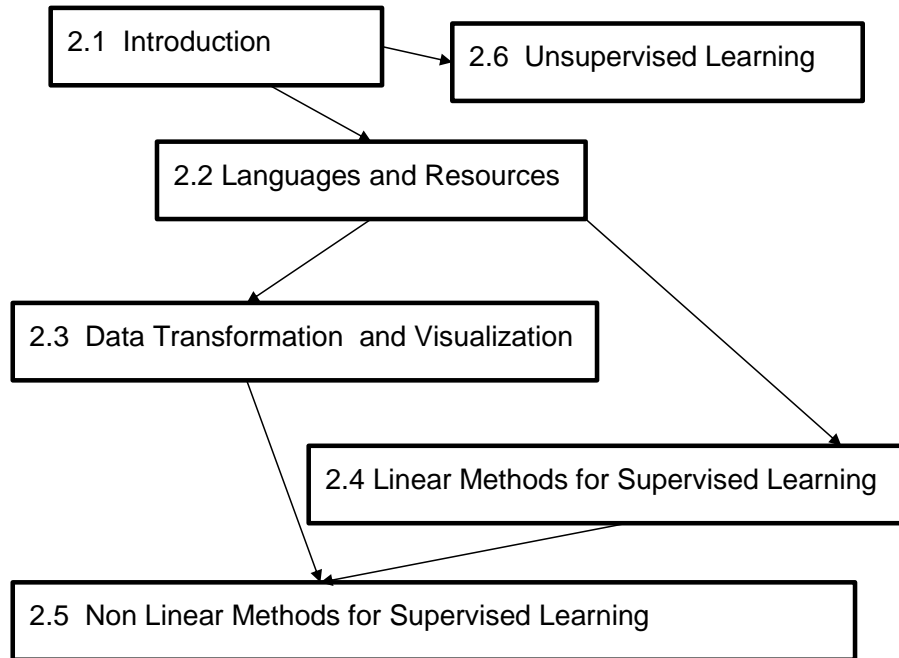 2.1  Introduction
2.6  Unsupervised Learning
2.2 Languages and Resources
2.3  Data Transformation  and Visualization
2.4 Linear Methods for Supervised Learning
2.5  Non Linear Methods for Supervised Learning